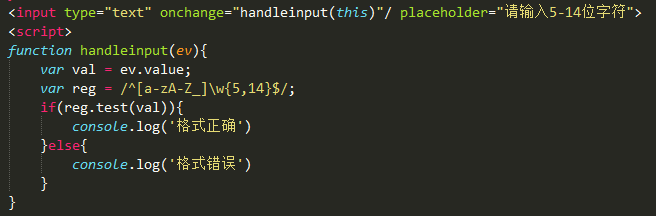 <input type="text" onchange="handleinput(this)"/ placeholder="请输入5-14位字符">
<script>
function handleinput(ev){
    var val = ev.value;
    var reg = /^[a-zA-Z_]\w{5,14}$/;
    if(reg.test(val)){
        console.log('格式正确')
    }else{
        console.log('格式错误')
    }
}